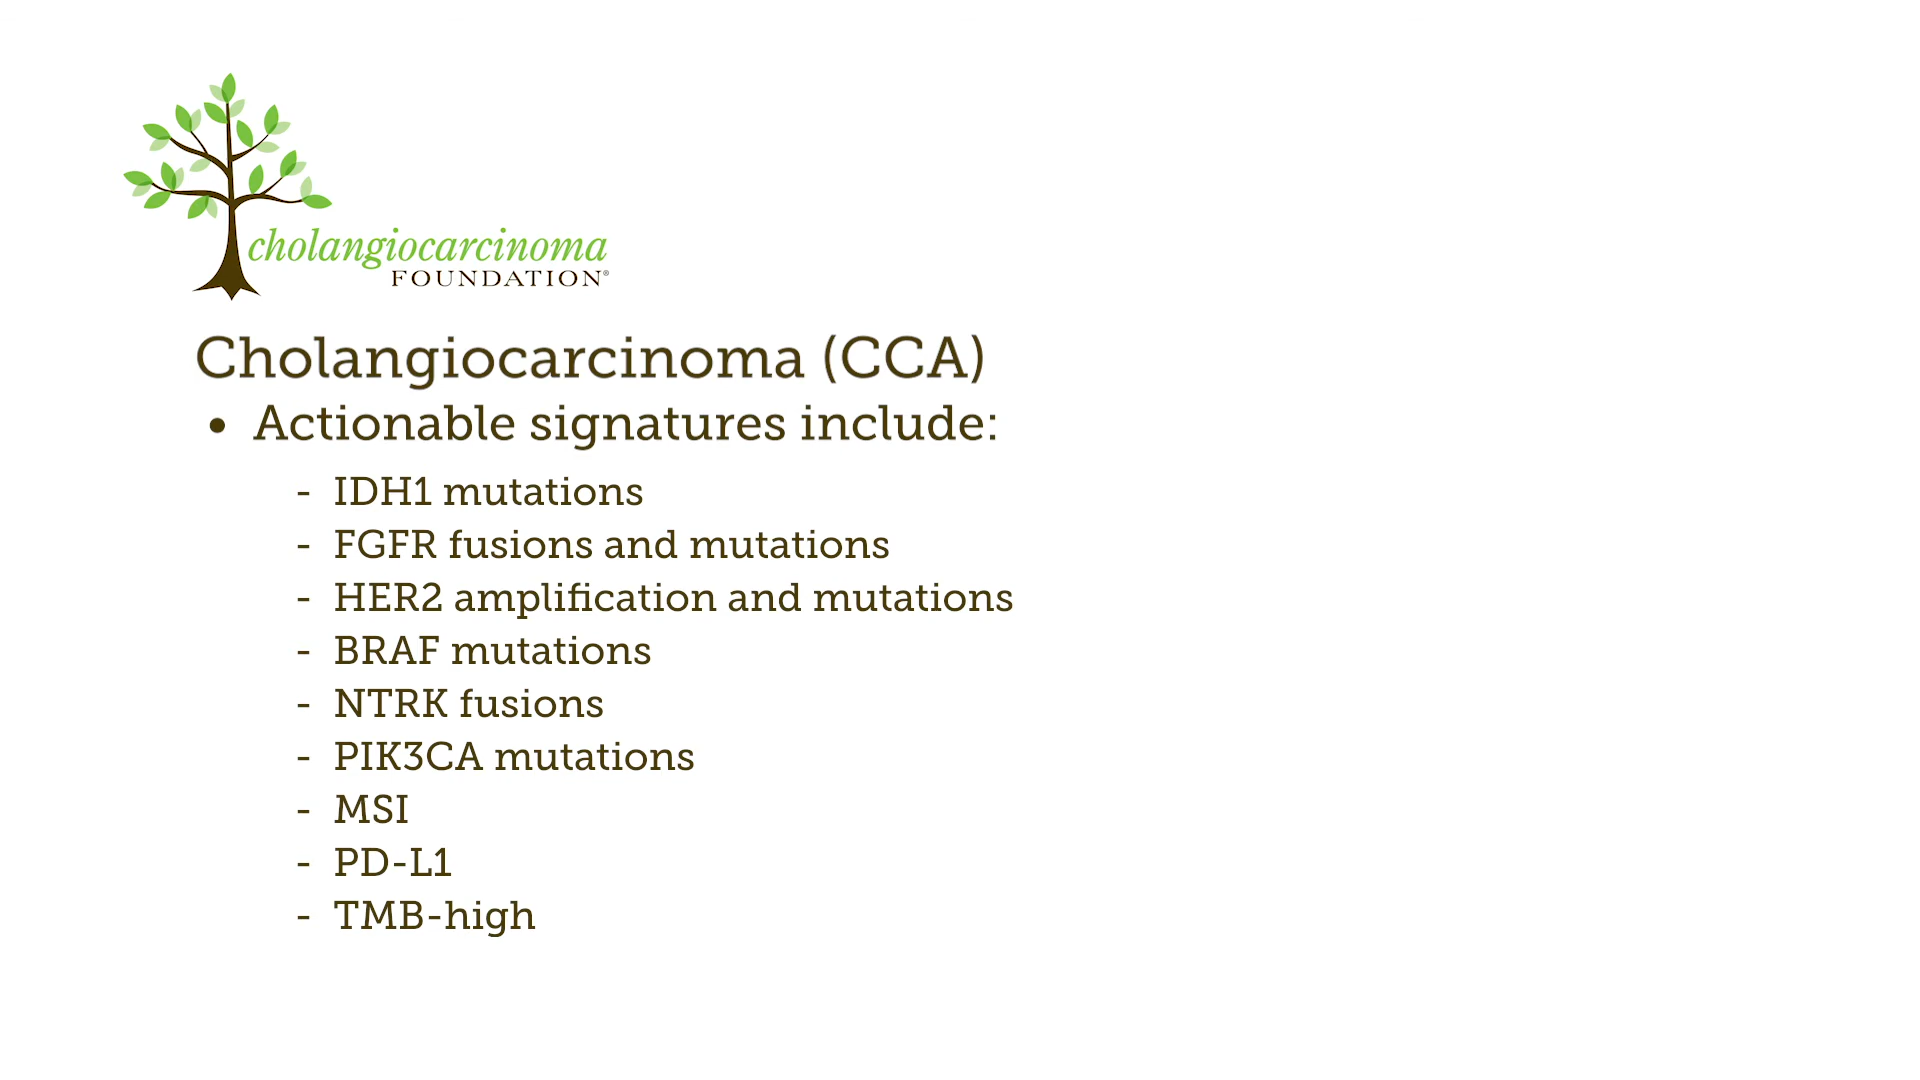 cholangiocarcinoma
FOUNDATION®
Cholangiocarcinoma (CCA)
• Actionable signatures include:
- IDH1 mutations
- FGFR fusions and mutations
- HER2 amplification and mutations
- BRAF mutations
- NTRK fusions
- PIK3CA mutations
- MSI
- PD-L1
- TMB-high